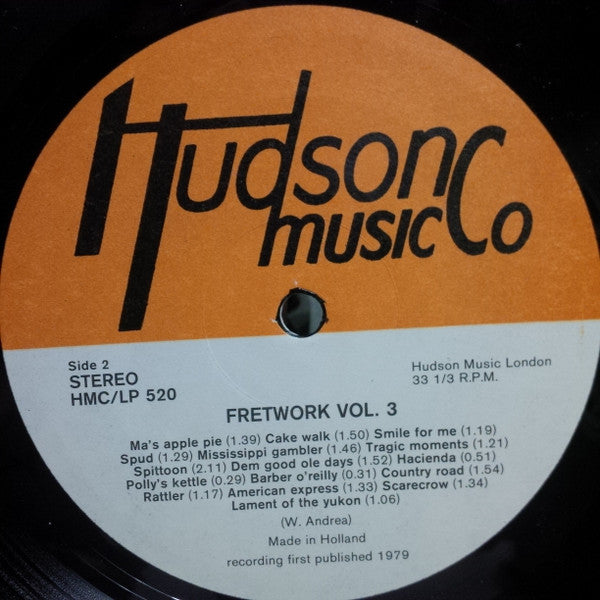 Hudson
music Co
Side 2
STEREO
HMC/LP 520
Hudson Music London
33 1/3 R.P.M.
FRETWORK VOL. 3
Ma's apple pie (1.39) Cake walk (1.50) Smile for me (1.19)
Spud (1.29) Mississippi gambler (1.46) Tragic moments (1.21)
Spittoon (2.11) Dem good ole days (1.52) Hacienda (0.51)
Polly's kettle (0.29) Barber o'reilly (0.31) Country road (1.54)
Rattler (1.17) American express (1.33) Scarecrow (1.34)
Lament of the yukon (1.06)
(W. Andrea)
Made in Holland
recording first published 1979